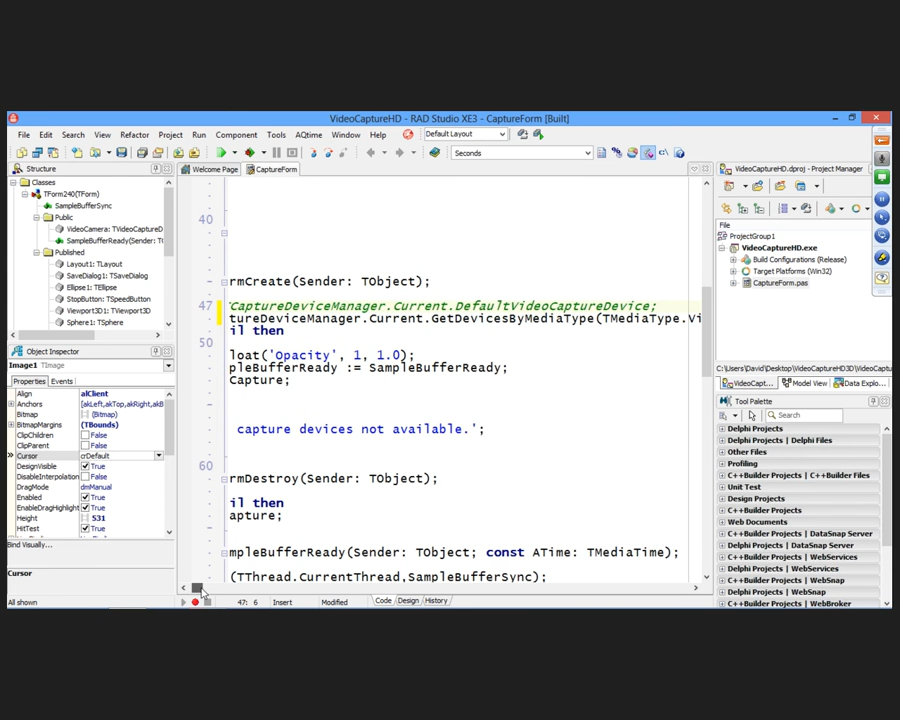 VideoCaptureHD - RAD Studio XE3 - CaptureForm [Built]
File Edit Search View Refactor Project Run Component Tools AQtime Window Help
Default Layout
Seconds
Structure
Classes
TForm240(TForm)
SampleBufferSync
Public
VideoCamera: TVideoCaptureD
SampleBufferReady(Sender: TO
Published
Layout1: TLayout
SaveDialog1: TSaveDialog
Ellipse1: TEllipse
StopButton: TSpeedButton
Viewport3D1: TViewport3D
Sphere1: TSphere
Object Inspector
Image1 TImage
Properties Events
Align alClient
Anchors [akLeft,akTop,akRight,akB
Bitmap (Bitmap)
BitmapMargins (TBounds)
ClipChildren False
ClipParent False
Cursor crDefault
DesignVisible True
DisableInterpolation False
DragMode dmManual
Enabled True
EnableDragHighlight True
Height 531
HitTest True
Bind Visually...
Cursor
All shown
Welcome Page CaptureForm
40
rmCreate(Sender: TObject);
47 CaptureDeviceManager.Current.DefaultVideoCaptureDevice;
tureDeviceManager.Current.GetDevicesByMediaType(TMediaType.Vi
il then
50
loat('Opacity', 1, 1.0);
pleBufferReady := SampleBufferReady;
Capture;
capture devices not available.';
60
rmDestroy(Sender: TObject);
il then
apture;
mpleBufferReady(Sender: TObject; const ATime: TMediaTime);
(TThread.CurrentThread,SampleBufferSync);
47: 6 Insert Modified Code Design History
VideoCaptureHD.dproj - Project Manager
File
ProjectGroup1
VideoCaptureHD.exe
Build Configurations (Release)
Target Platforms (Win32)
CaptureForm.pas
C:\Users\David\Desktop\VideoCaptureHD3D\VideoCaptu
VideoCapt... Model View Data Explo...
Tool Palette
Search
Delphi Projects
Delphi Projects | Delphi Files
Other Files
Profiling
C++Builder Projects | C++Builder Files
Unit Test
Design Projects
C++Builder Projects
Web Documents
C++Builder Projects | DataSnap Server
Delphi Projects | DataSnap Server
C++Builder Projects | WebServices
Delphi Projects | WebServices
C++Builder Projects | WebSnap
Delphi Projects | WebSnap
C++Builder Projects | WebBroker